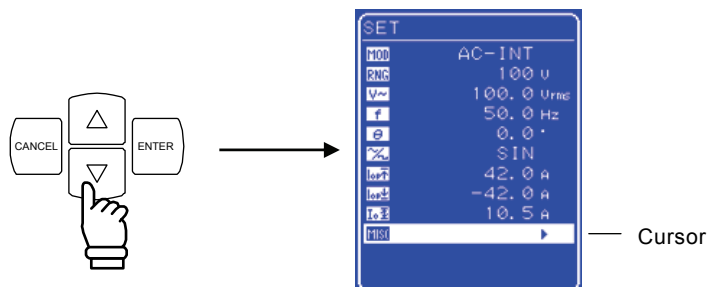 CANCEL
ENTER
SET
MOD AC-INT
RNG 100 V
V~ 100.0 Vrms
f 50.0 Hz
θ 0.0 °
SIN
42.0 A
-42.0 A
10.5 A
MISC
Cursor